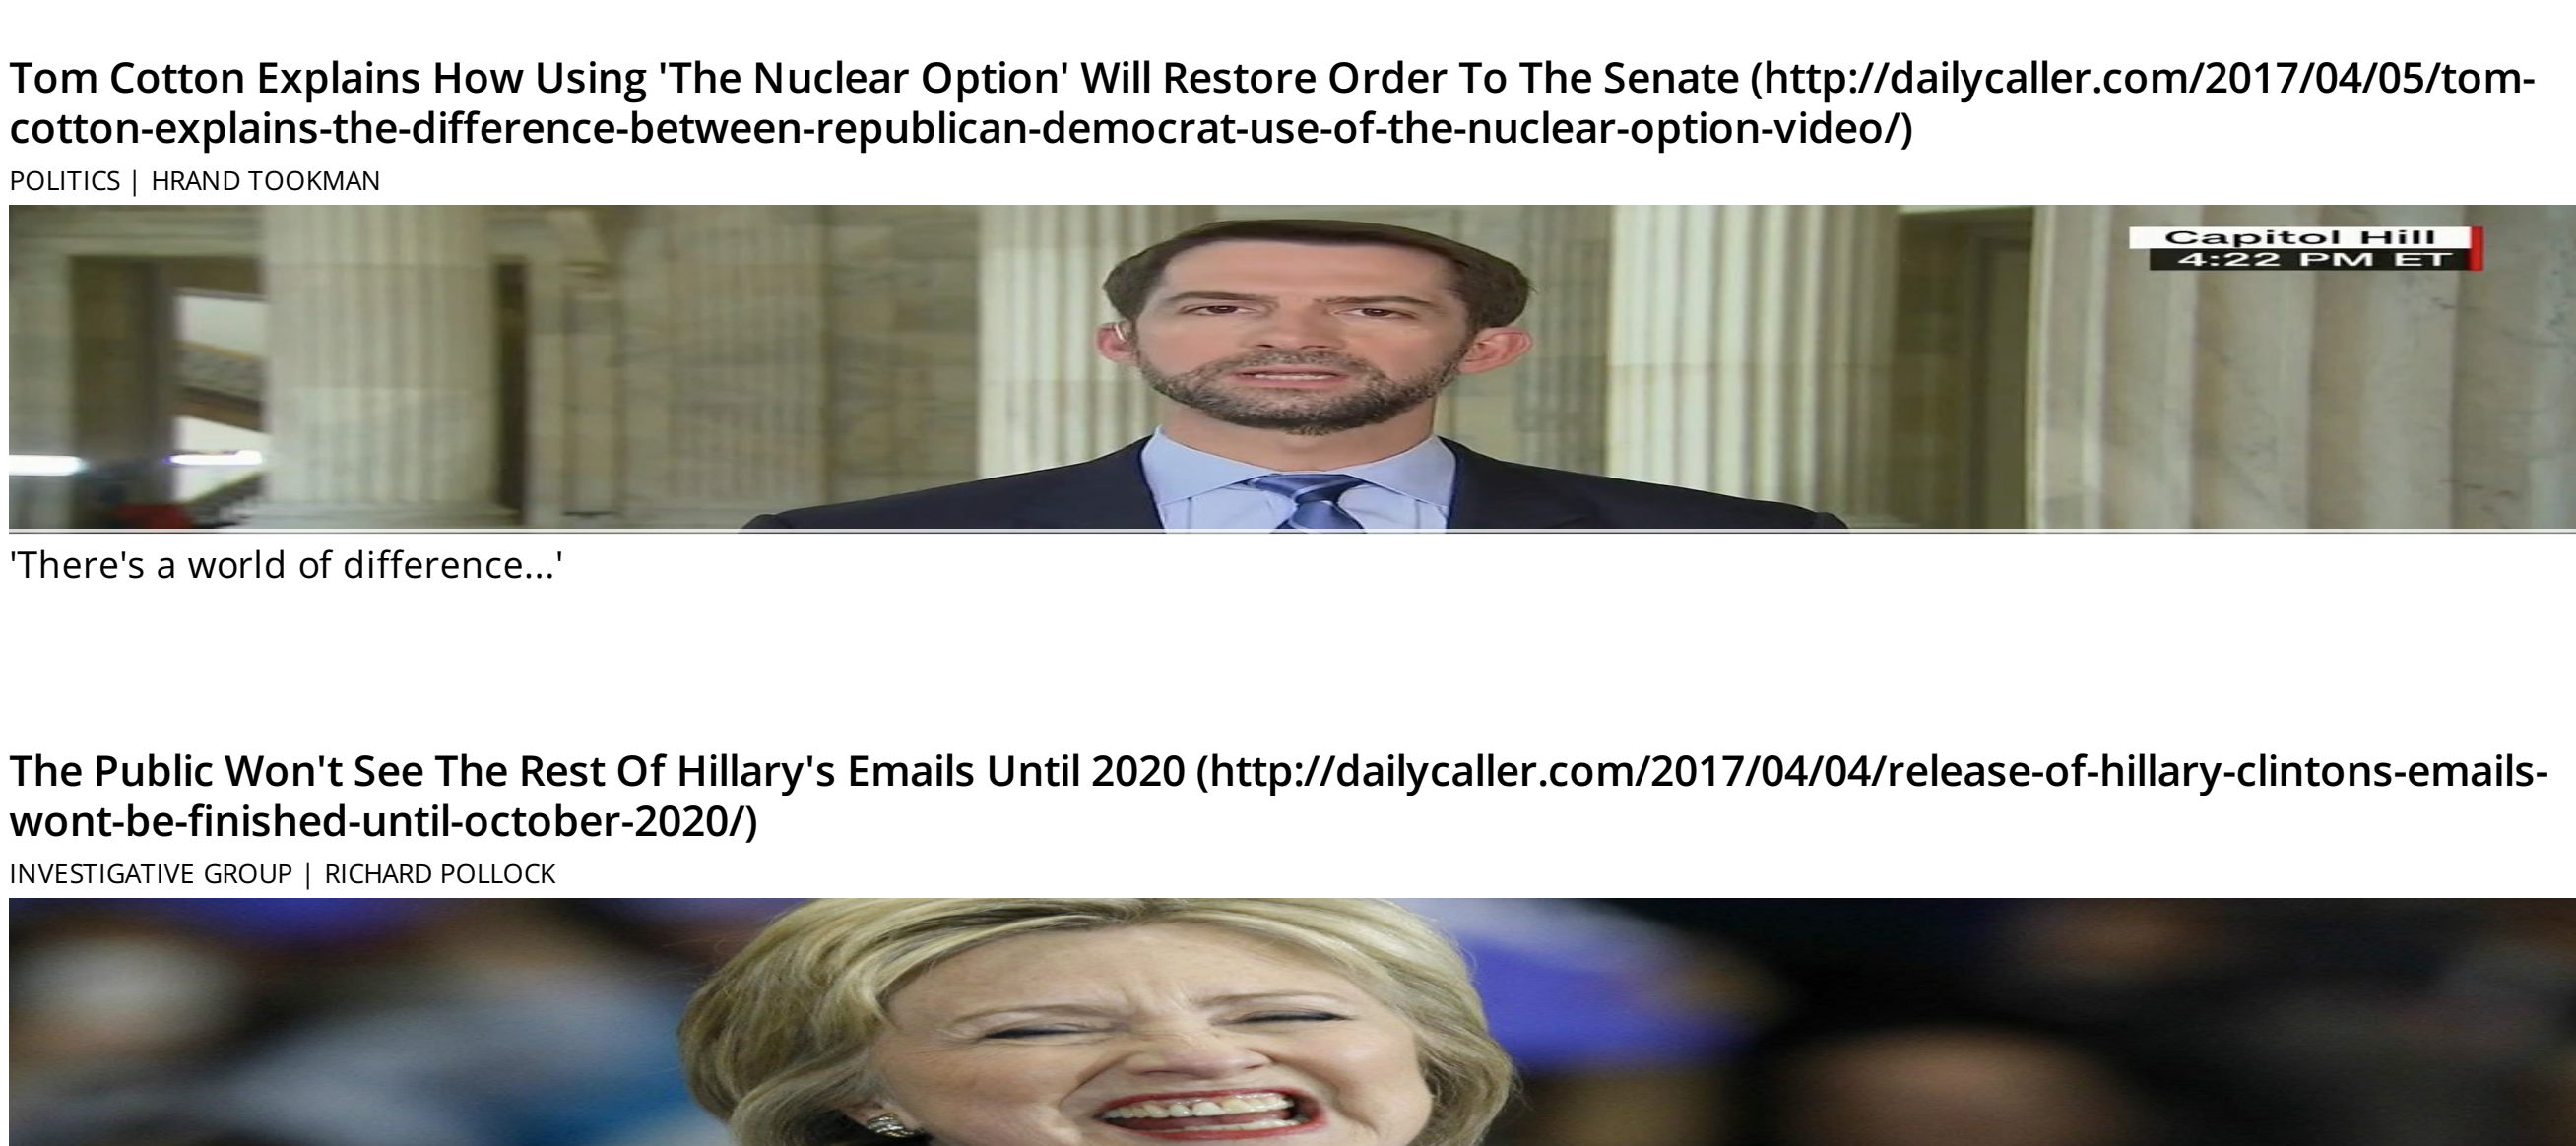 Tom Cotton Explains How Using 'The Nuclear Option' Will Restore Order To The Senate (http://dailycaller.com/2017/04/05/tom-
cotton-explains-the-difference-between-republican-democrat-use-of-the-nuclear-option-video/)
POLITICS | HRAND TOOKMAN
Capitol Hill
4:22 PM ET
'There's a world of difference...'
The Public Won't See The Rest Of Hillary's Emails Until 2020 (http://dailycaller.com/2017/04/04/release-of-hillary-clintons-emails-
wont-be-finished-until-october-2020/)
INVESTIGATIVE GROUP | RICHARD POLLOCK